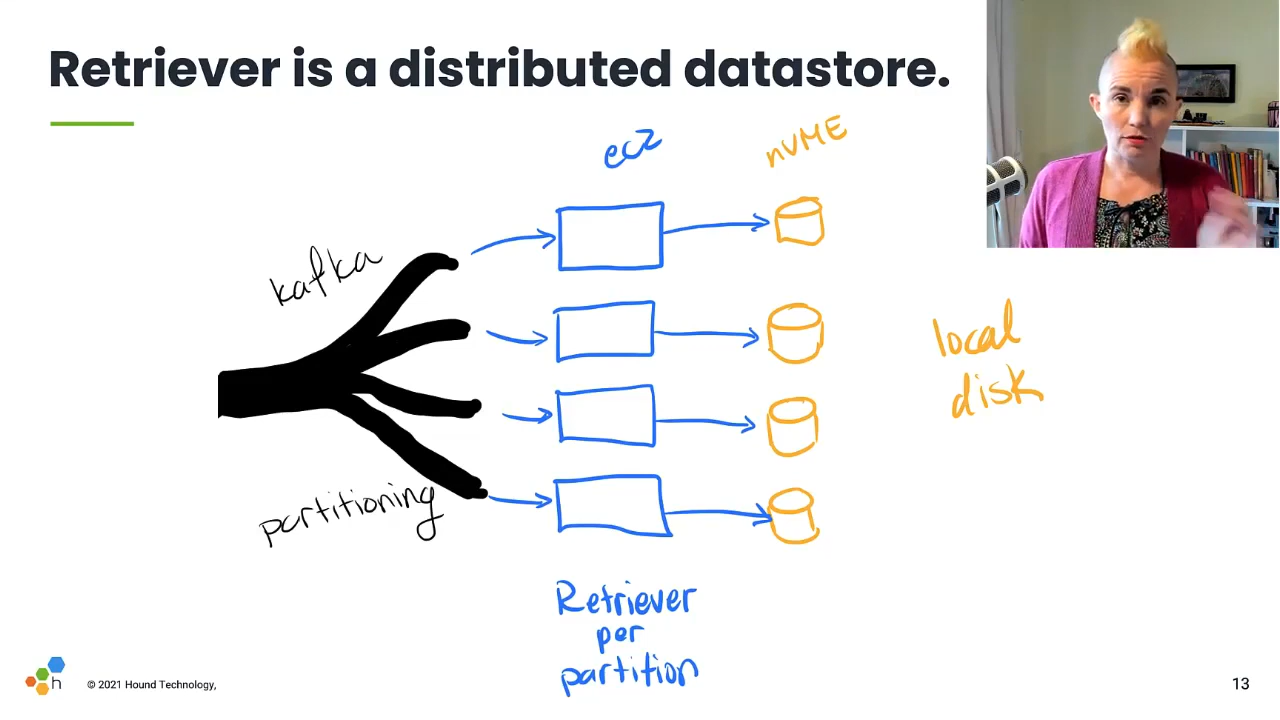 Retriever is a distributed datastore.
ec2
nVME
kafka
local
disk
partitioning
Retriever
per
partition
h
© 2021 Hound Technology,
13